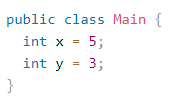 public class Main {
  int x = 5;
  int y = 3;
}